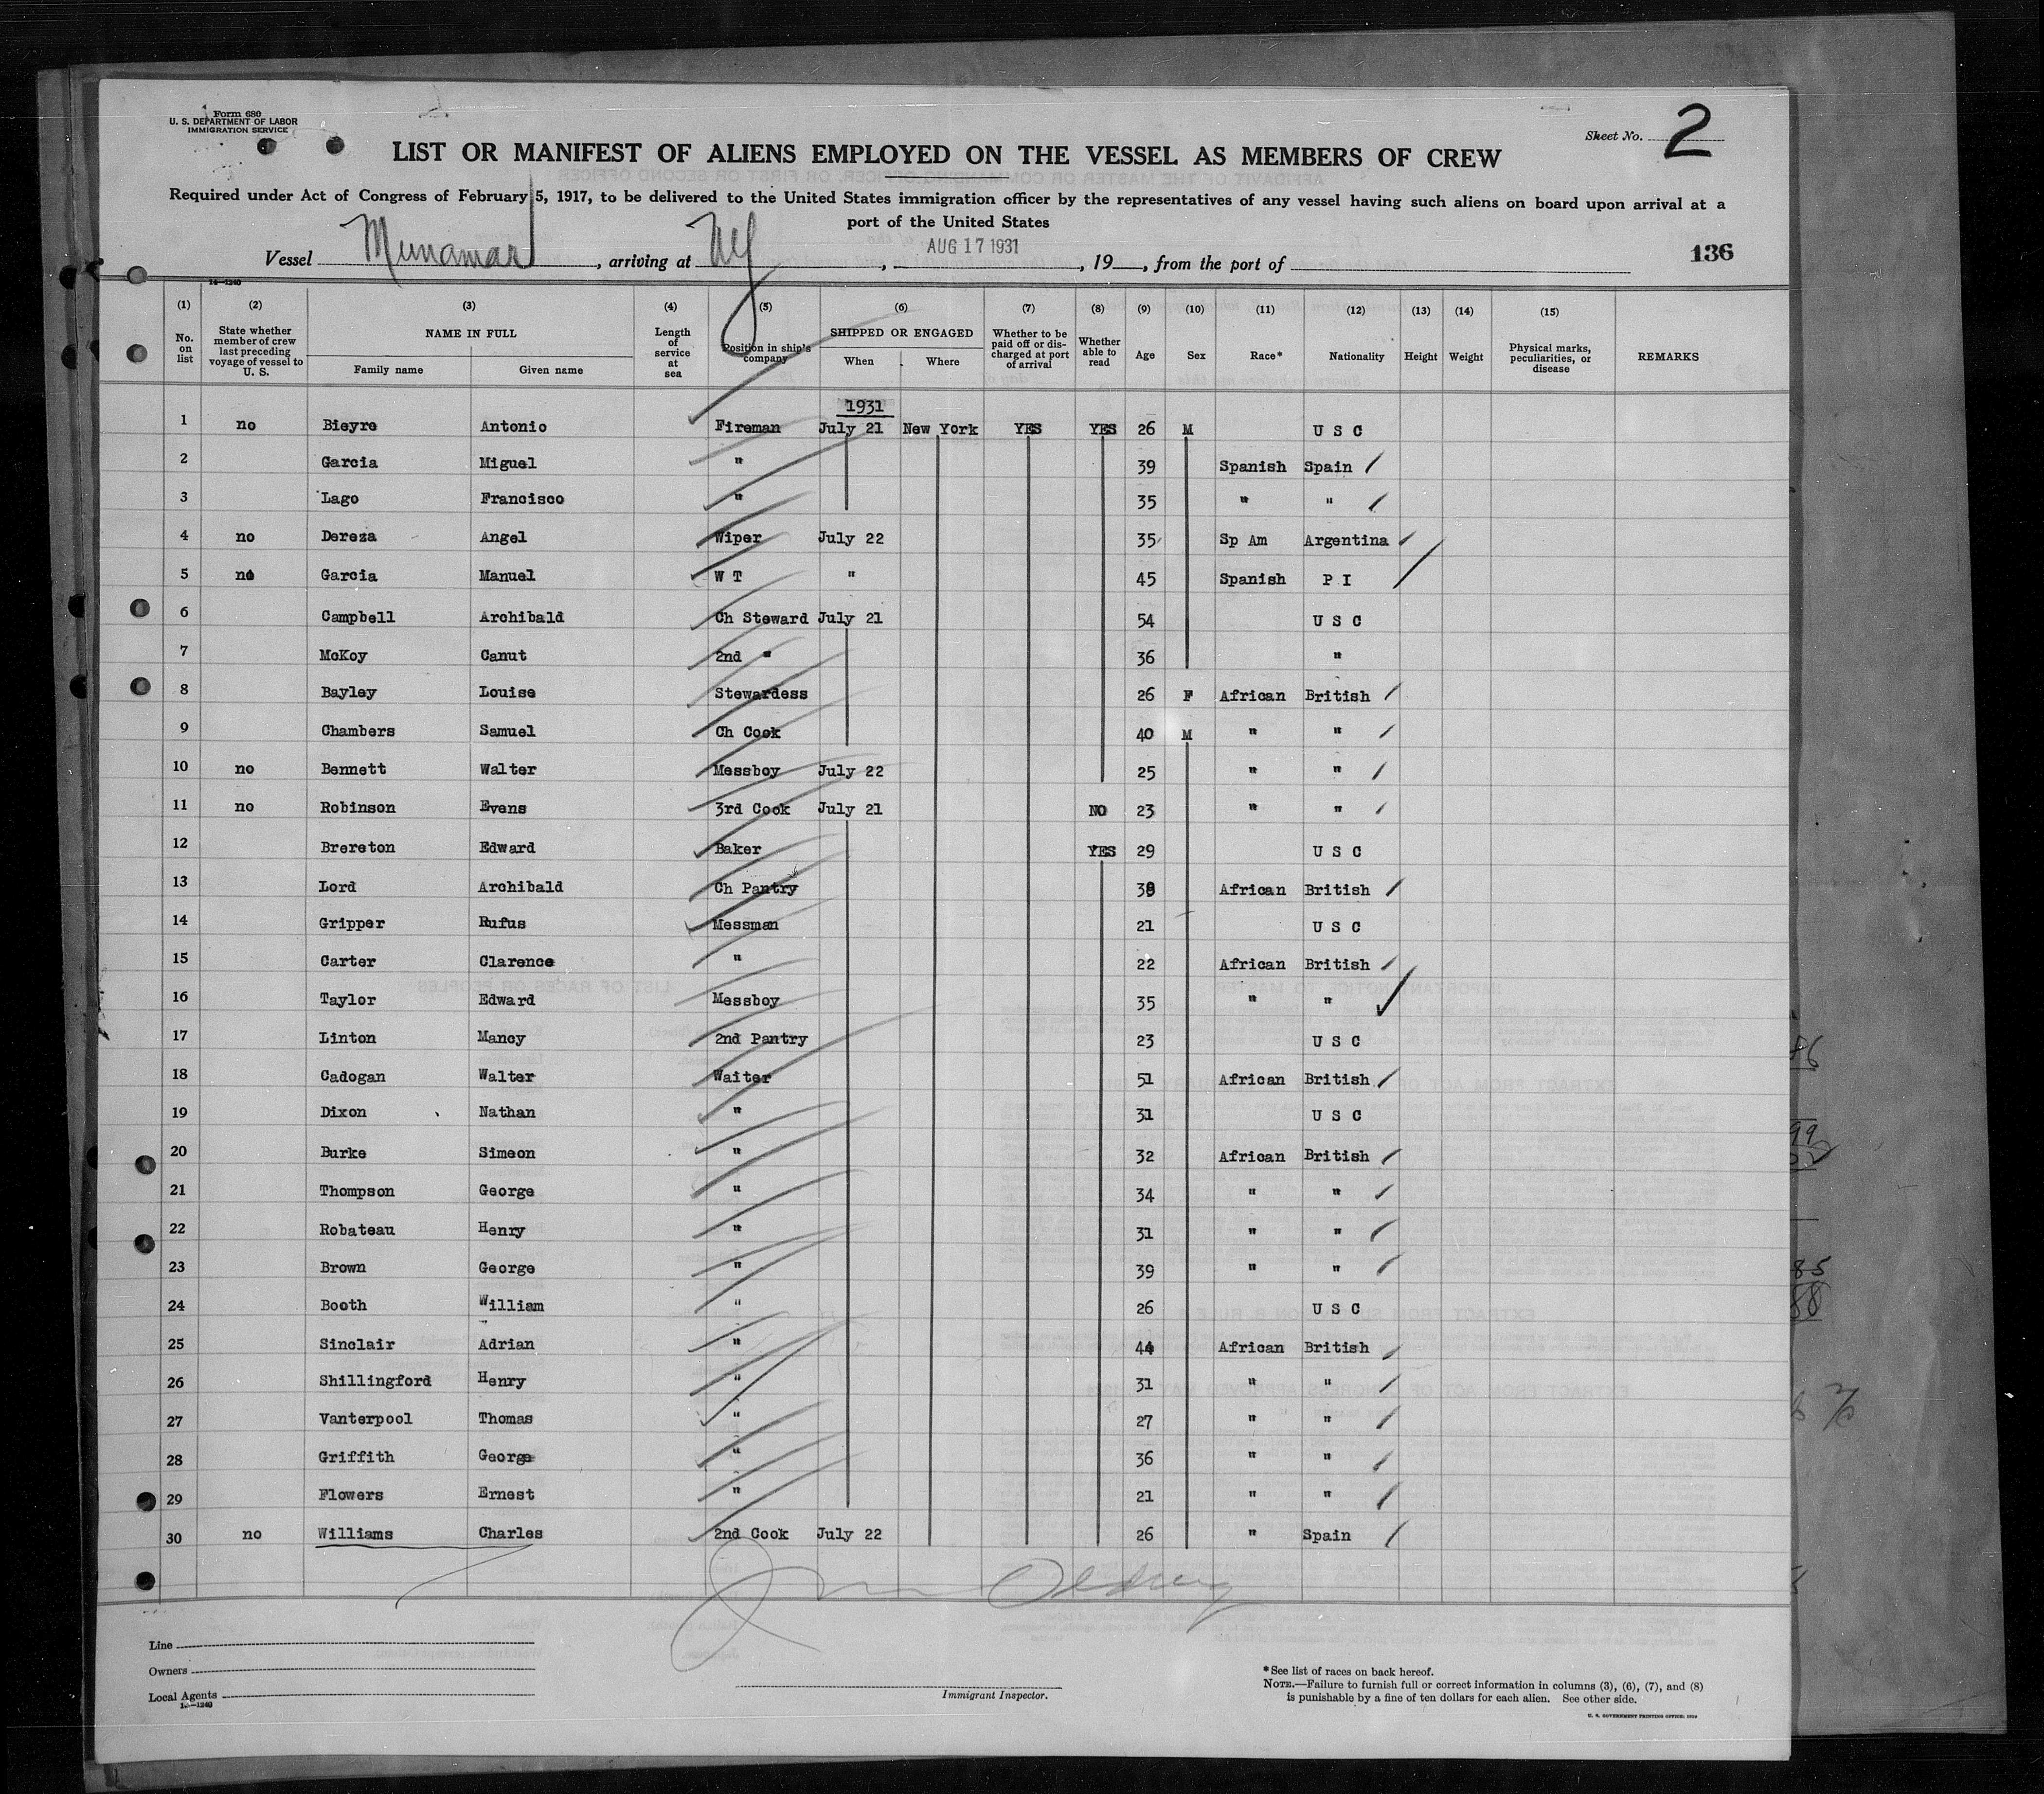 Form 680
U. S. DEPARTMENT OF LABOR
IMMIGRATION SERVICE
Sheet No. 2
LIST OR MANIFEST OF ALIENS EMPLOYED ON THE VESSEL AS MEMBERS OF CREW
Required under Act of Congress of February 5, 1917, to be delivered to the United States immigration officer by the representatives of any vessel having such aliens on board upon arrival at a
port of the United States
Vessel Munamar, arriving at NY, AUG 17 1931, 19, from the port of
136
14—1240
(1) (2) (3) (4) (5) (6) (7) (8) (9) (10) (11) (12) (13) (14) (15)
No. on list State whether member of crew last preceding voyage of vessel to U. S. NAME IN FULL Family name Given name Length of service at sea Position in ship's company SHIPPED OR ENGAGED When Where Whether to be paid off or discharged at port of arrival Whether able to read Age Sex Race* Nationality Height Weight Physical marks, peculiarities, or disease REMARKS
1931
1 no Bieyro Antonio Fireman July 21 New York YES YES 26 M U S C
2 Garcia Miguel " 39 Spanish Spain
3 Lago Francisco " 35 " "
4 no Dereza Angel Wiper July 22 35 Sp Am Argentina
5 no Garcia Manuel W T " 45 Spanish P I
6 Campbell Archibald Ch Steward July 21 54 U S C
7 McKoy Canut 2nd " 36 "
8 Bayley Louise Stewardess 26 F African British
9 Chambers Samuel Ch Cook 40 M " "
10 no Bennett Walter Messboy July 22 25 " "
11 no Robinson Evens 3rd Cook July 21 NO 23 " "
12 Brereton Edward Baker YES 29 U S C
13 Lord Archibald Ch Pantry 38 African British
14 Gripper Rufus Messman 21 U S C
15 Carter Clarence " 22 African British
16 Taylor Edward Messboy 35 " "
17 Linton Mancy 2nd Pantry 23 U S C
18 Cadogan Walter Waiter 51 African British
19 Dixon Nathan " 31 U S C
20 Burke Simeon " 32 African British
21 Thompson George " 34 " "
22 Robateau Henry " 31 " "
23 Brown George " 39 " "
24 Booth William " 26 U S C
25 Sinclair Adrian " 44 African British
26 Shillingford Henry " 31 " "
27 Vanterpool Thomas " 27 " "
28 Griffith George " 36 " "
29 Flowers Ernest " 21 " "
30 no Williams Charles 2nd Cook July 22 26 " Spain
Line
Owners
Local Agents
14—1240
Immigrant Inspector.
*See list of races on back hereof.
NOTE.—Failure to furnish full or correct information in columns (3), (6), (7), and (8)
is punishable by a fine of ten dollars for each alien. See other side.
U. S. GOVERNMENT PRINTING OFFICE: 1929